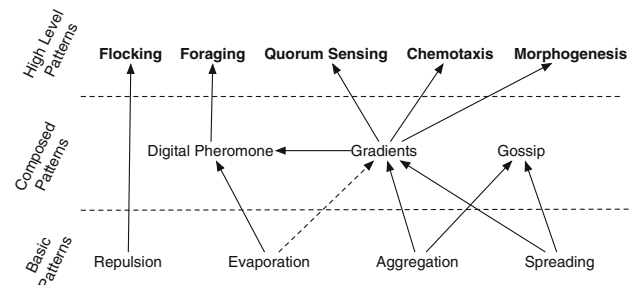 High Level
Patterns
Flocking Foraging Quorum Sensing Chemotaxis Morphogenesis
Composed
Patterns
Digital Pheromone Gradients Gossip
Basic
Patterns
Repulsion Evaporation Aggregation Spreading